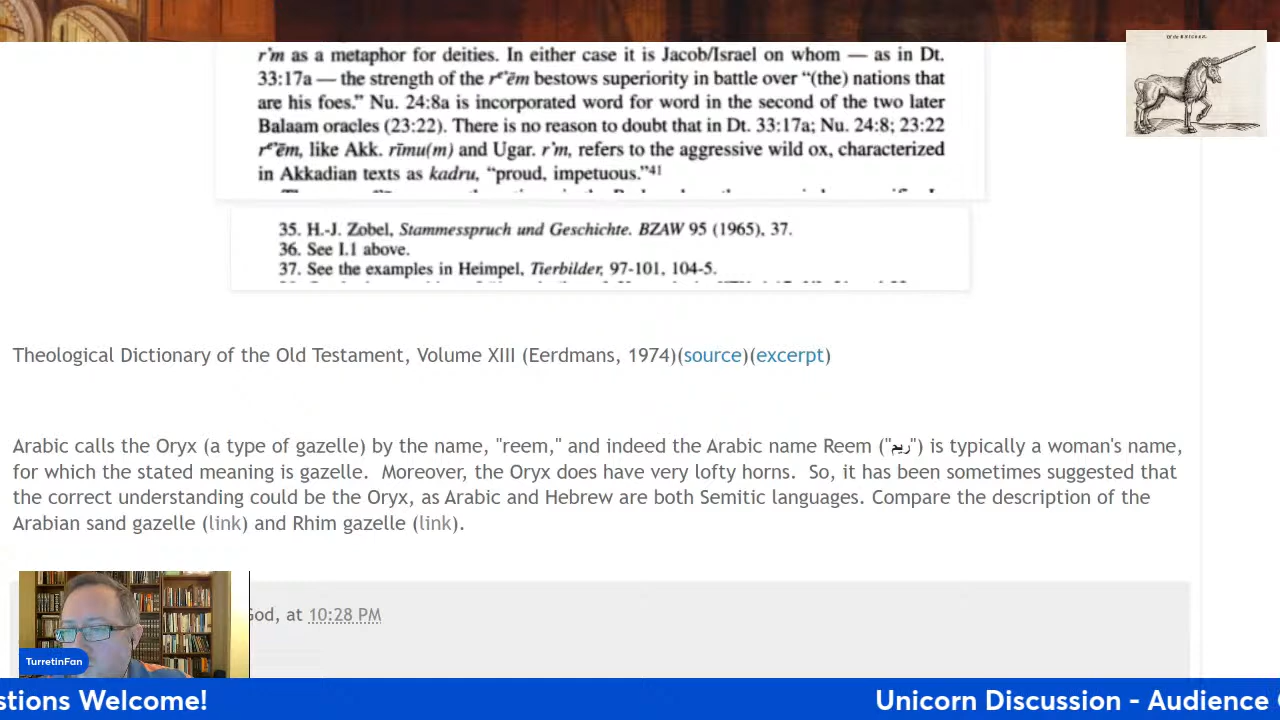 Of the UNICORN.
r'm as a metaphor for deities. In either case it is Jacob/Israel on whom — as in Dt.
33:17a — the strength of the rᵉ'ēm bestows superiority in battle over “(the) nations that
are his foes.” Nu. 24:8a is incorporated word for word in the second of the two later
Balaam oracles (23:22). There is no reason to doubt that in Dt. 33:17a; Nu. 24:8; 23:22
rᵉ'ēm, like Akk. rīmu(m) and Ugar. r'm, refers to the aggressive wild ox, characterized
in Akkadian texts as kadru, “proud, impetuous.”⁴¹
35. H.-J. Zobel, Stammesspruch und Geschichte. BZAW 95 (1965), 37.
36. See I.1 above.
37. See the examples in Heimpel, Tierbilder, 97-101, 104-5.
Theological Dictionary of the Old Testament, Volume XIII (Eerdmans, 1974)(source)(excerpt)
Arabic calls the Oryx (a type of gazelle) by the name, "reem," and indeed the Arabic name Reem ("ريم") is typically a woman's name,
for which the stated meaning is gazelle. Moreover, the Oryx does have very lofty horns. So, it has been sometimes suggested that
the correct understanding could be the Oryx, as Arabic and Hebrew are both Semitic languages. Compare the description of the
Arabian sand gazelle (link) and Rhim gazelle (link).
God, at 10:28 PM
TurretinFan
stions Welcome!
Unicorn Discussion - Audience